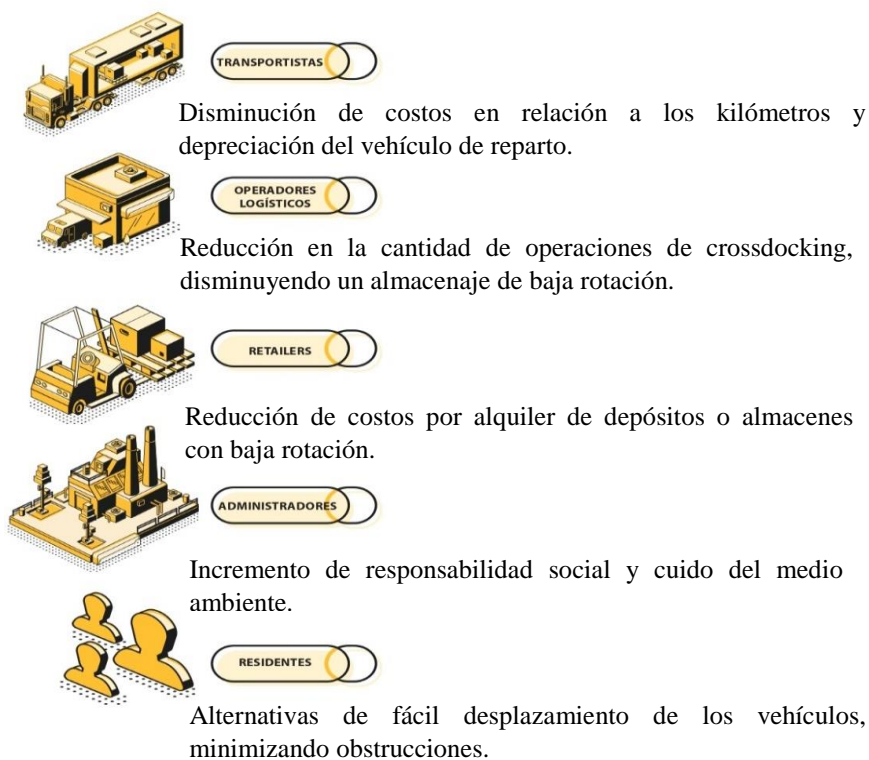 TRANSPORTISTAS
Disminución de costos en relación a los kilómetros y
depreciación del vehículo de reparto.
OPERADORES
LOGÍSTICOS
Reducción en la cantidad de operaciones de crossdocking,
disminuyendo un almacenaje de baja rotación.
RETAILERS
Reducción de costos por alquiler de depósitos o almacenes
con baja rotación.
ADMINISTRADORES
Incremento de responsabilidad social y cuido del medio
ambiente.
RESIDENTES
Alternativas de fácil desplazamiento de los vehículos,
minimizando obstrucciones.